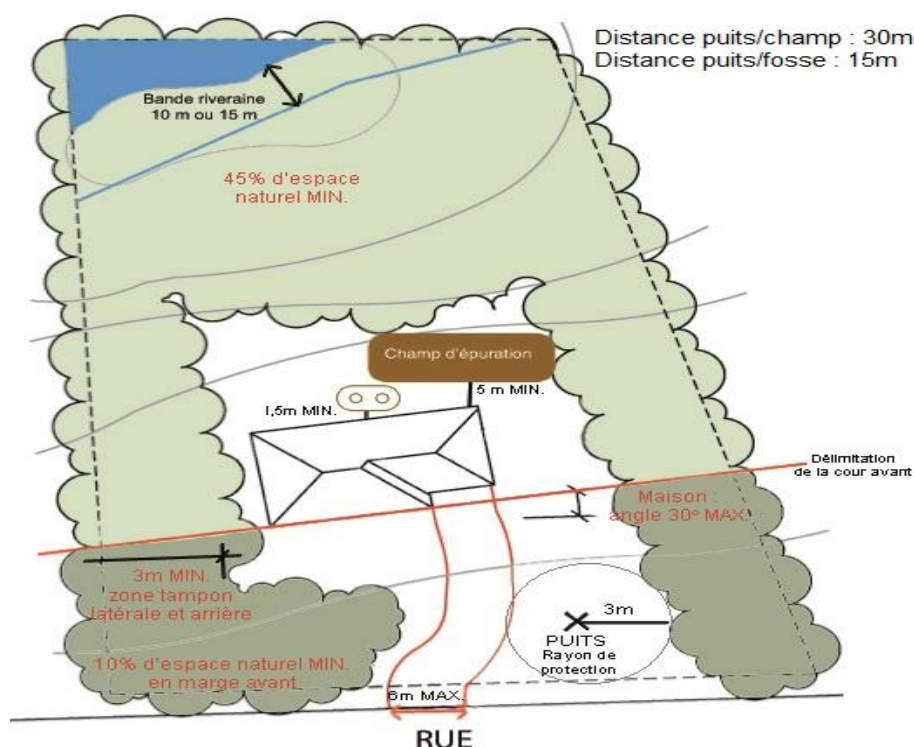 Distance puits/champ : 30m
Distance puits/fosse : 15m
Bande riveraine
10 m ou 15 m
45% d'espace
naturel MIN.
Champ d'épuration
5 m MIN.
1,5m MIN.
Délimitation
de la cour avant
Maison :
angle 30° MAX.
3m MIN.
zone tampon
latérale et arrière
3m
PUITS
Rayon de
protection
10% d'espace naturel MIN.
en marge avant
6m MAX.
RUE